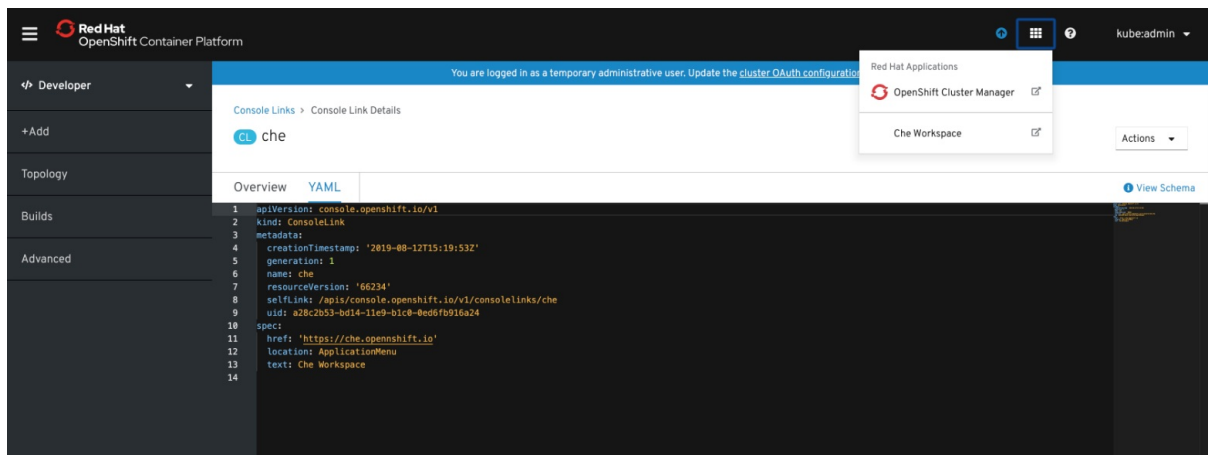 Red Hat
OpenShift Container Platform
kube:admin
Developer
You are logged in as a temporary administrative user. Update the cluster OAuth configuration
Red Hat Applications
OpenShift Cluster Manager
Che Workspace
+Add
Topology
Builds
Advanced
Console Links > Console Link Details
CL che
Actions
Overview YAML
View Schema
1 apiVersion: console.openshift.io/v1
2 kind: ConsoleLink
3 metadata:
4 creationTimestamp: '2019-08-12T15:19:53Z'
5 generation: 1
6 name: che
7 resourceVersion: '66234'
8 selfLink: /apis/console.openshift.io/v1/consolelinks/che
9 uid: a28c2b53-bd14-11e9-b1c0-0ed6fb916a24
10 spec:
11 href: 'https://che.opennshift.io'
12 location: ApplicationMenu
13 text: Che Workspace
14